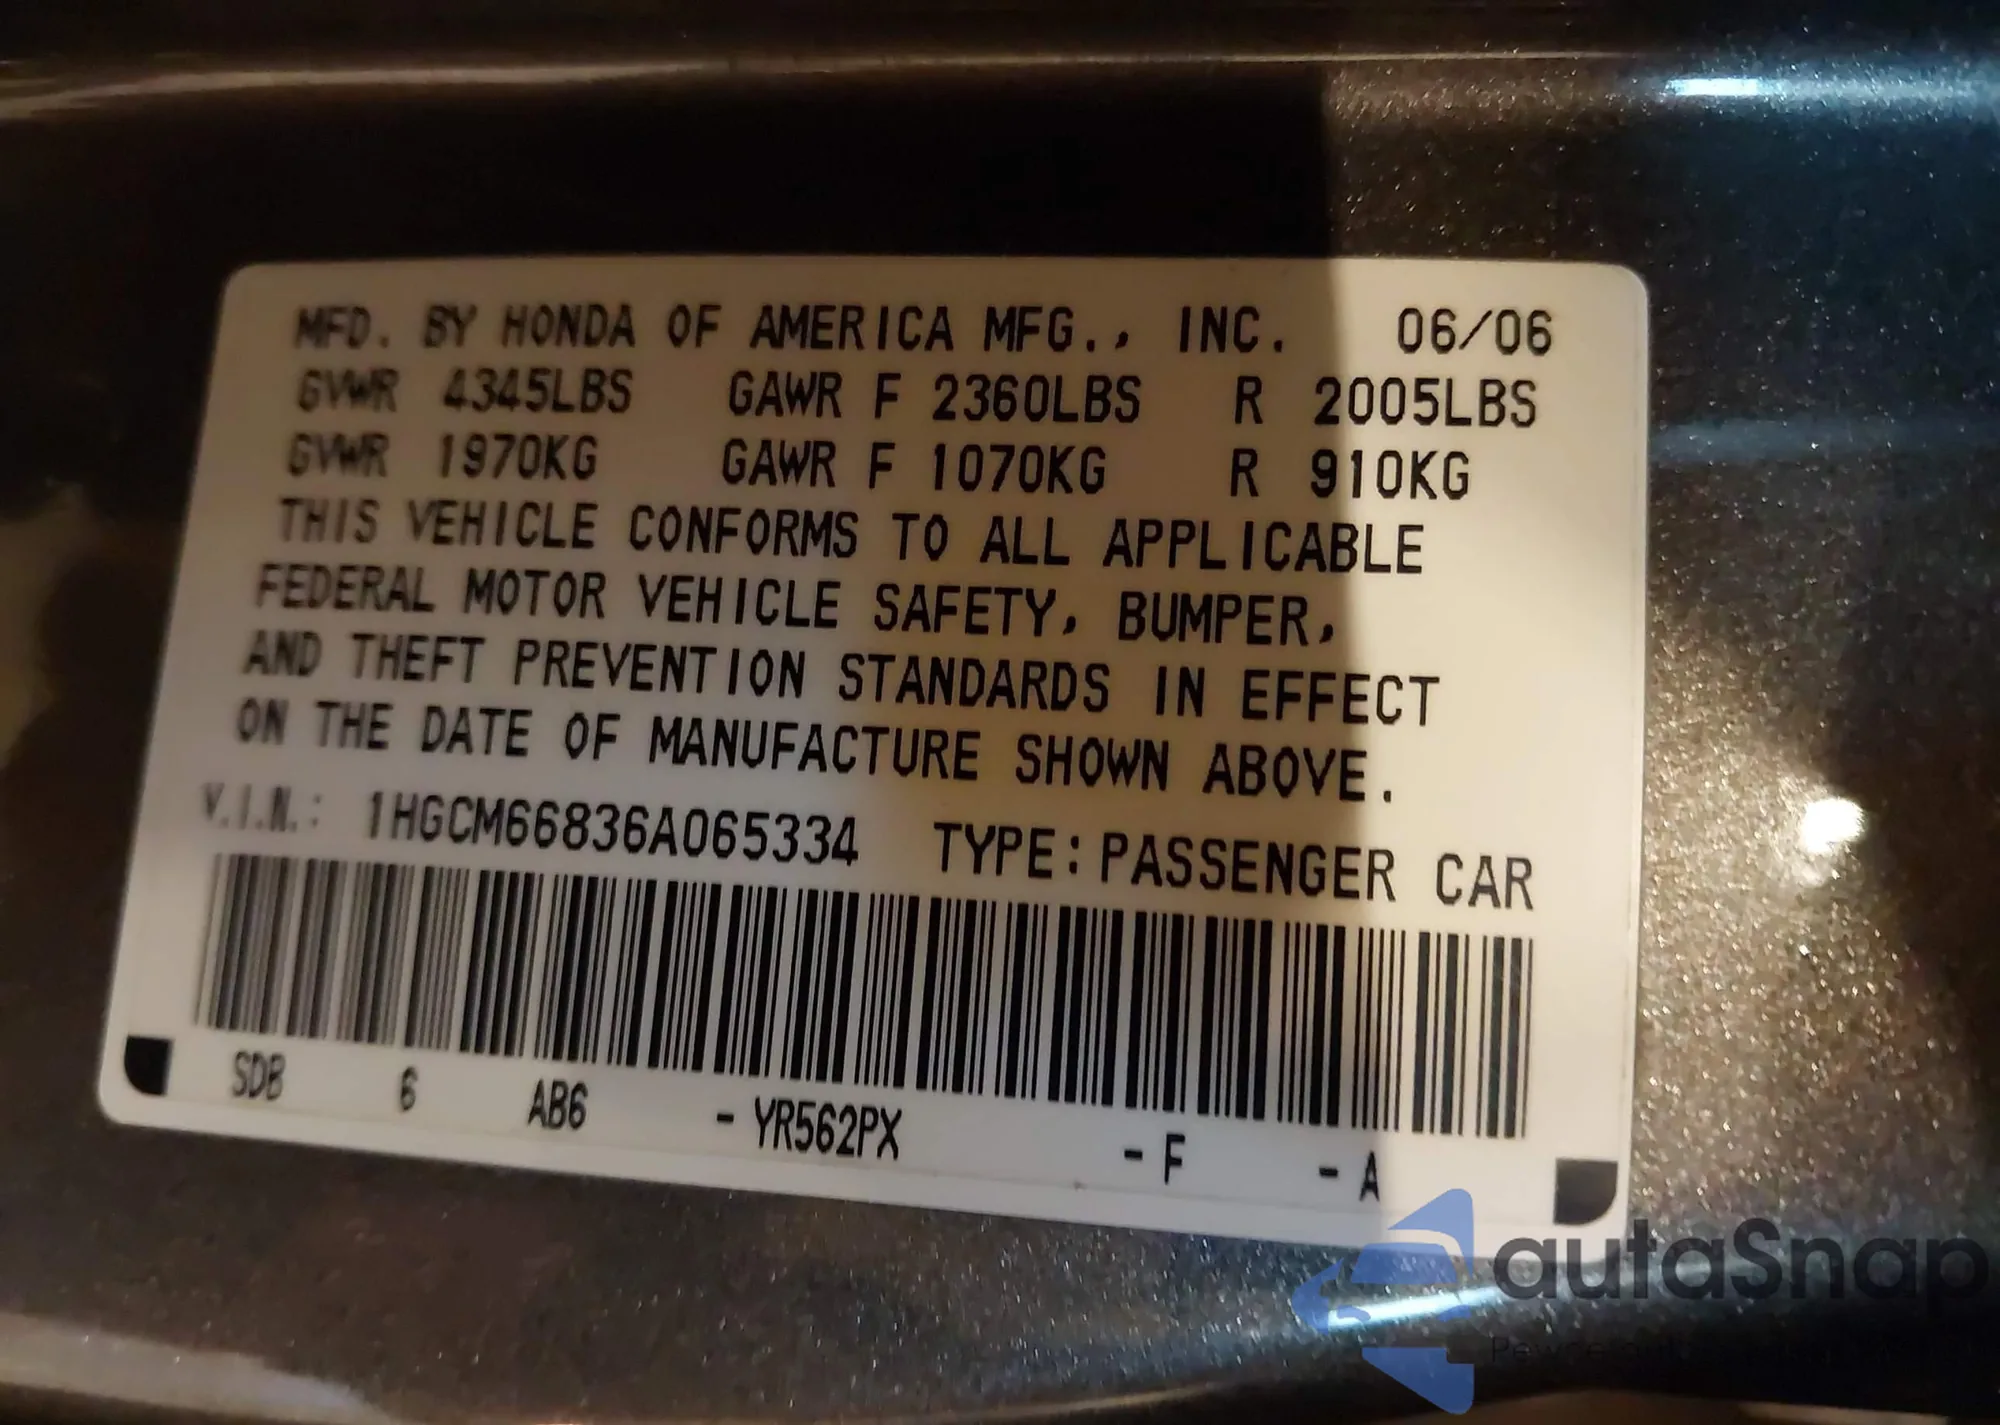 MFD. BY HONDA OF AMERICA MFG., INC. 06/06
GVWR 4345LBS GAWR F 2360LBS R 2005LBS
GVWR 1970KG GAWR F 1070KG R 910KG
THIS VEHICLE CONFORMS TO ALL APPLICABLE
FEDERAL MOTOR VEHICLE SAFETY, BUMPER,
AND THEFT PREVENTION STANDARDS IN EFFECT
ON THE DATE OF MANUFACTURE SHOWN ABOVE.
V.I.N.: 1HGCM66836A065334 TYPE: PASSENGER CAR
SDB 6 AB6 - YR562PX - F - A
autaSnap